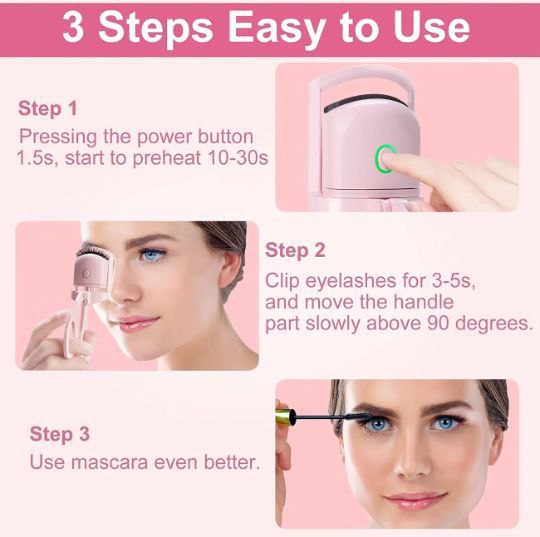 3 Steps Easy to Use
Step 1
Pressing the power button
1.5s, start to preheat 10-30s
Step 2
Clip eyelashes for 3-5s,
and move the handle
part slowly above 90 degrees.
Step 3
Use mascara even better.